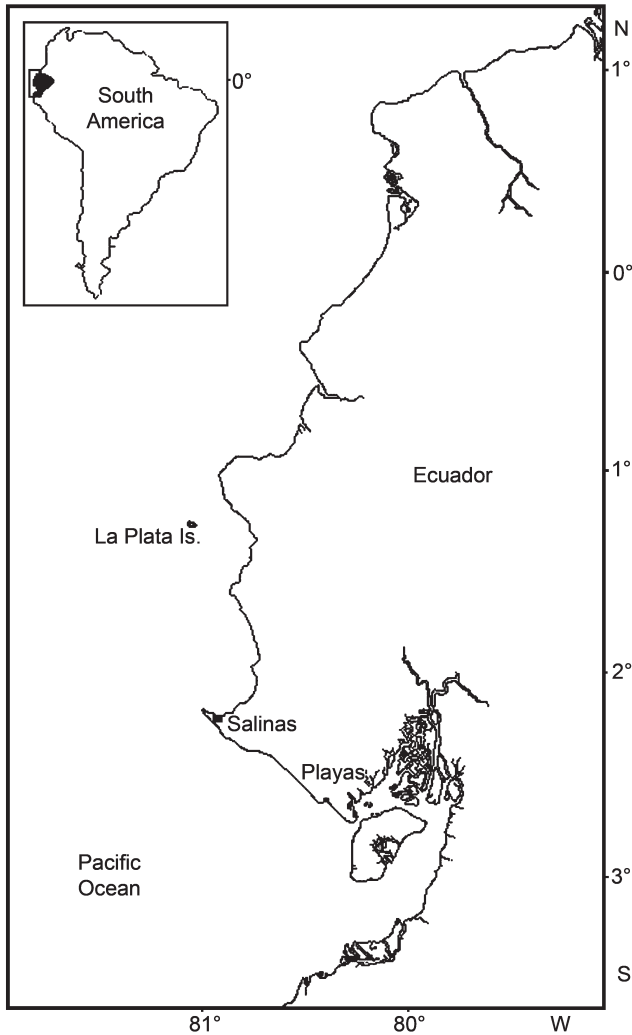 N
1°
0°
South
America
0°
1°
Ecuador
La Plata Is.
2°
Salinas
Playas
Pacific
Ocean
3°
S
81°
80°
W